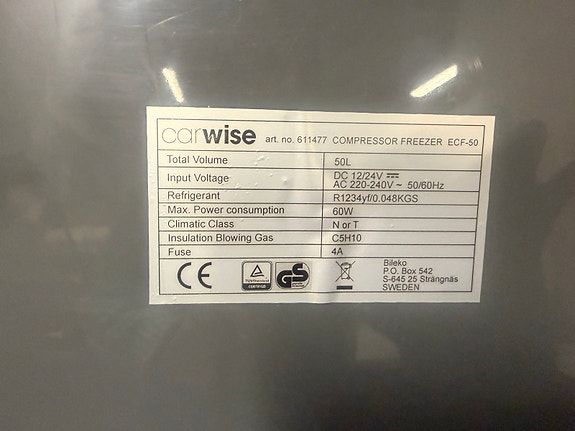 carwise art. no. 611477 COMPRESSOR FREEZER ECF-50
Total Volume 50L
Input Voltage DC 12/24V ⎓
AC 220-240V ~ 50/60Hz
Refrigerant R1234yf/0.048KGS
Max. Power consumption 60W
Climatic Class N or T
Insulation Blowing Gas C5H10
Fuse 4A
CE
GS
Bileko
P.O. Box 542
S-645 25 Strängnäs
SWEDEN